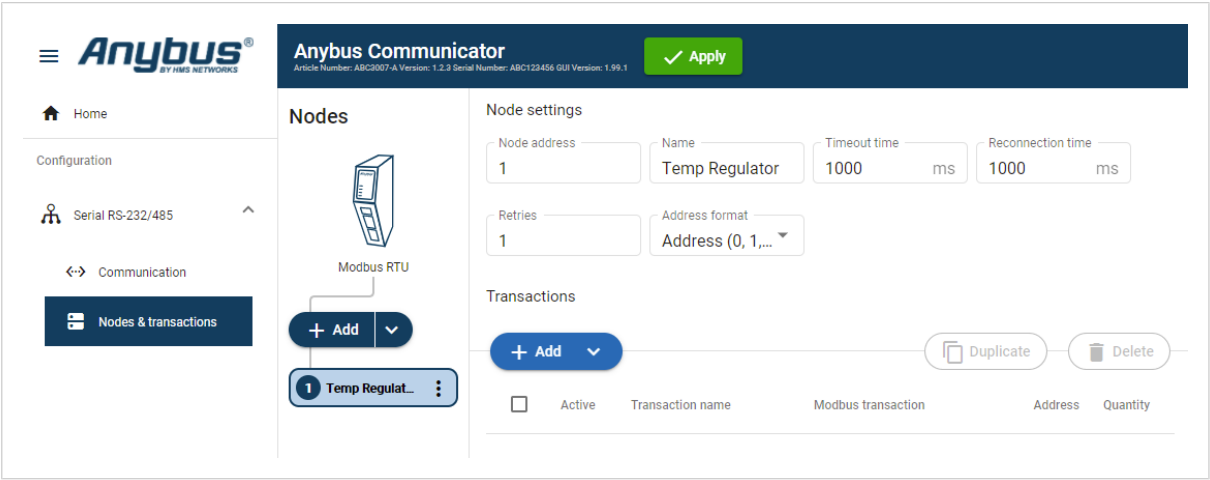 Anybus®
BY HMS NETWORKS
Anybus Communicator
Article Number: ABC3007-A Version: 1.2.3 Serial Number: ABC123456 GUI Version: 1.99.1
Apply
Home
Configuration
Serial RS-232/485
Communication
Nodes & transactions
Nodes
Modbus RTU
Add
1 Temp Regulat...
Node settings
Node address
1
Name
Temp Regulator
Timeout time
1000 ms
Reconnection time
1000 ms
Retries
1
Address format
Address (0, 1,...
Transactions
Add
Duplicate
Delete
Active Transaction name Modbus transaction Address Quantity